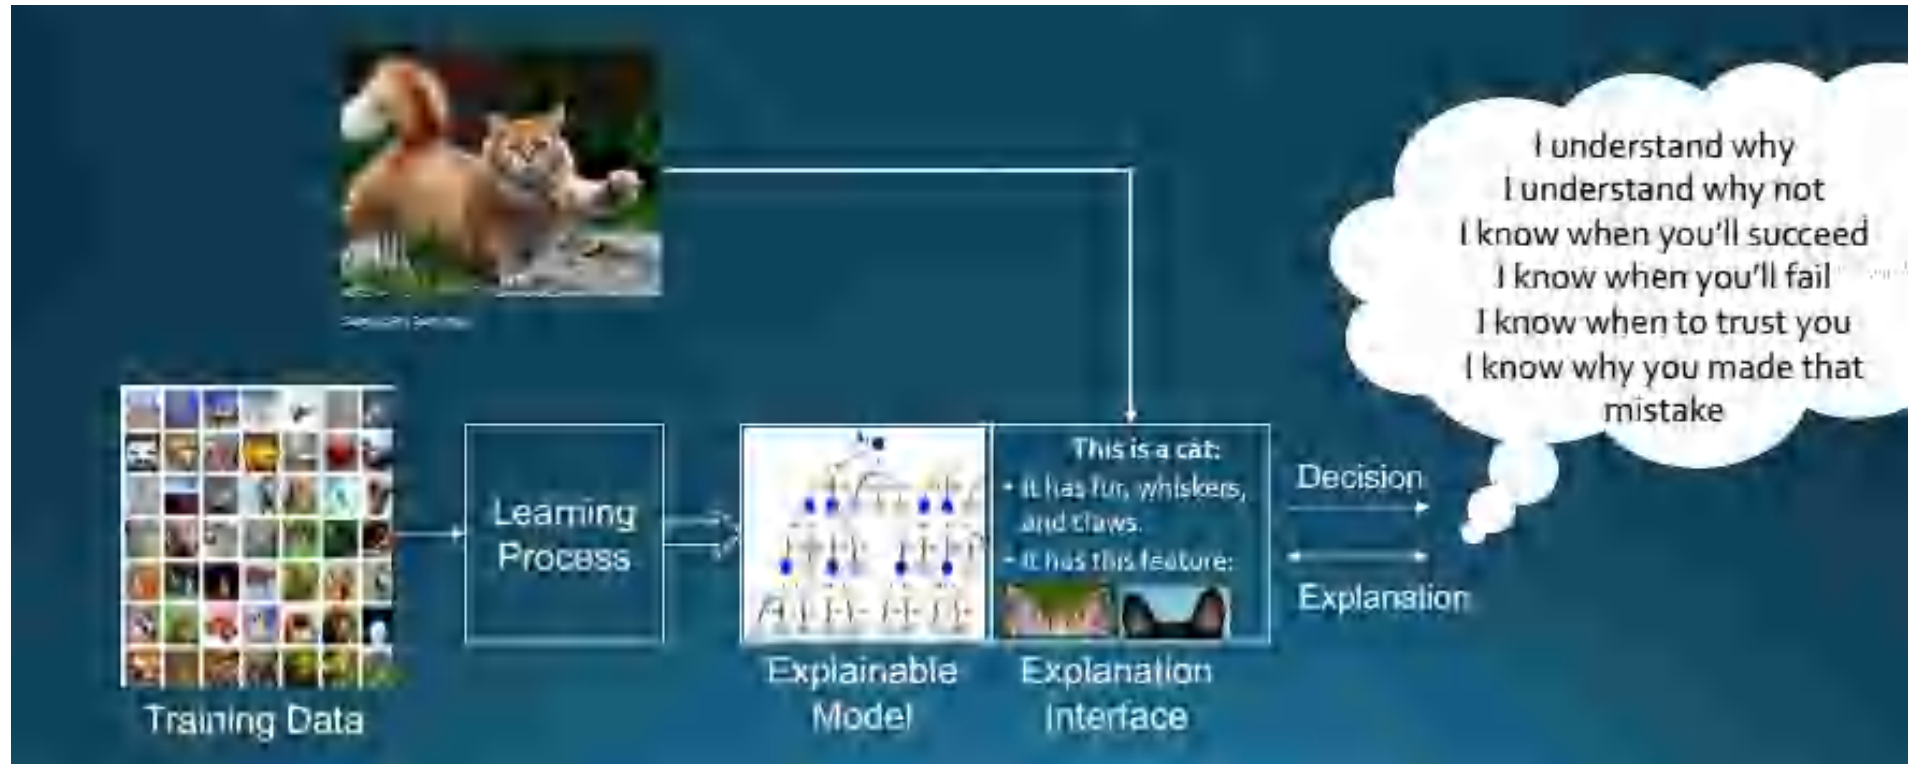 I understand why
I understand why not
I know when you'll succeed
I know when you'll fail
I know when to trust you
I know why you made that
mistake
Learning
Process
This is a cat:
• It has fur, whiskers,
and claws.
• It has this feature:
Decision
Explanation
Training Data
Explainable
Model
Explanation
Interface